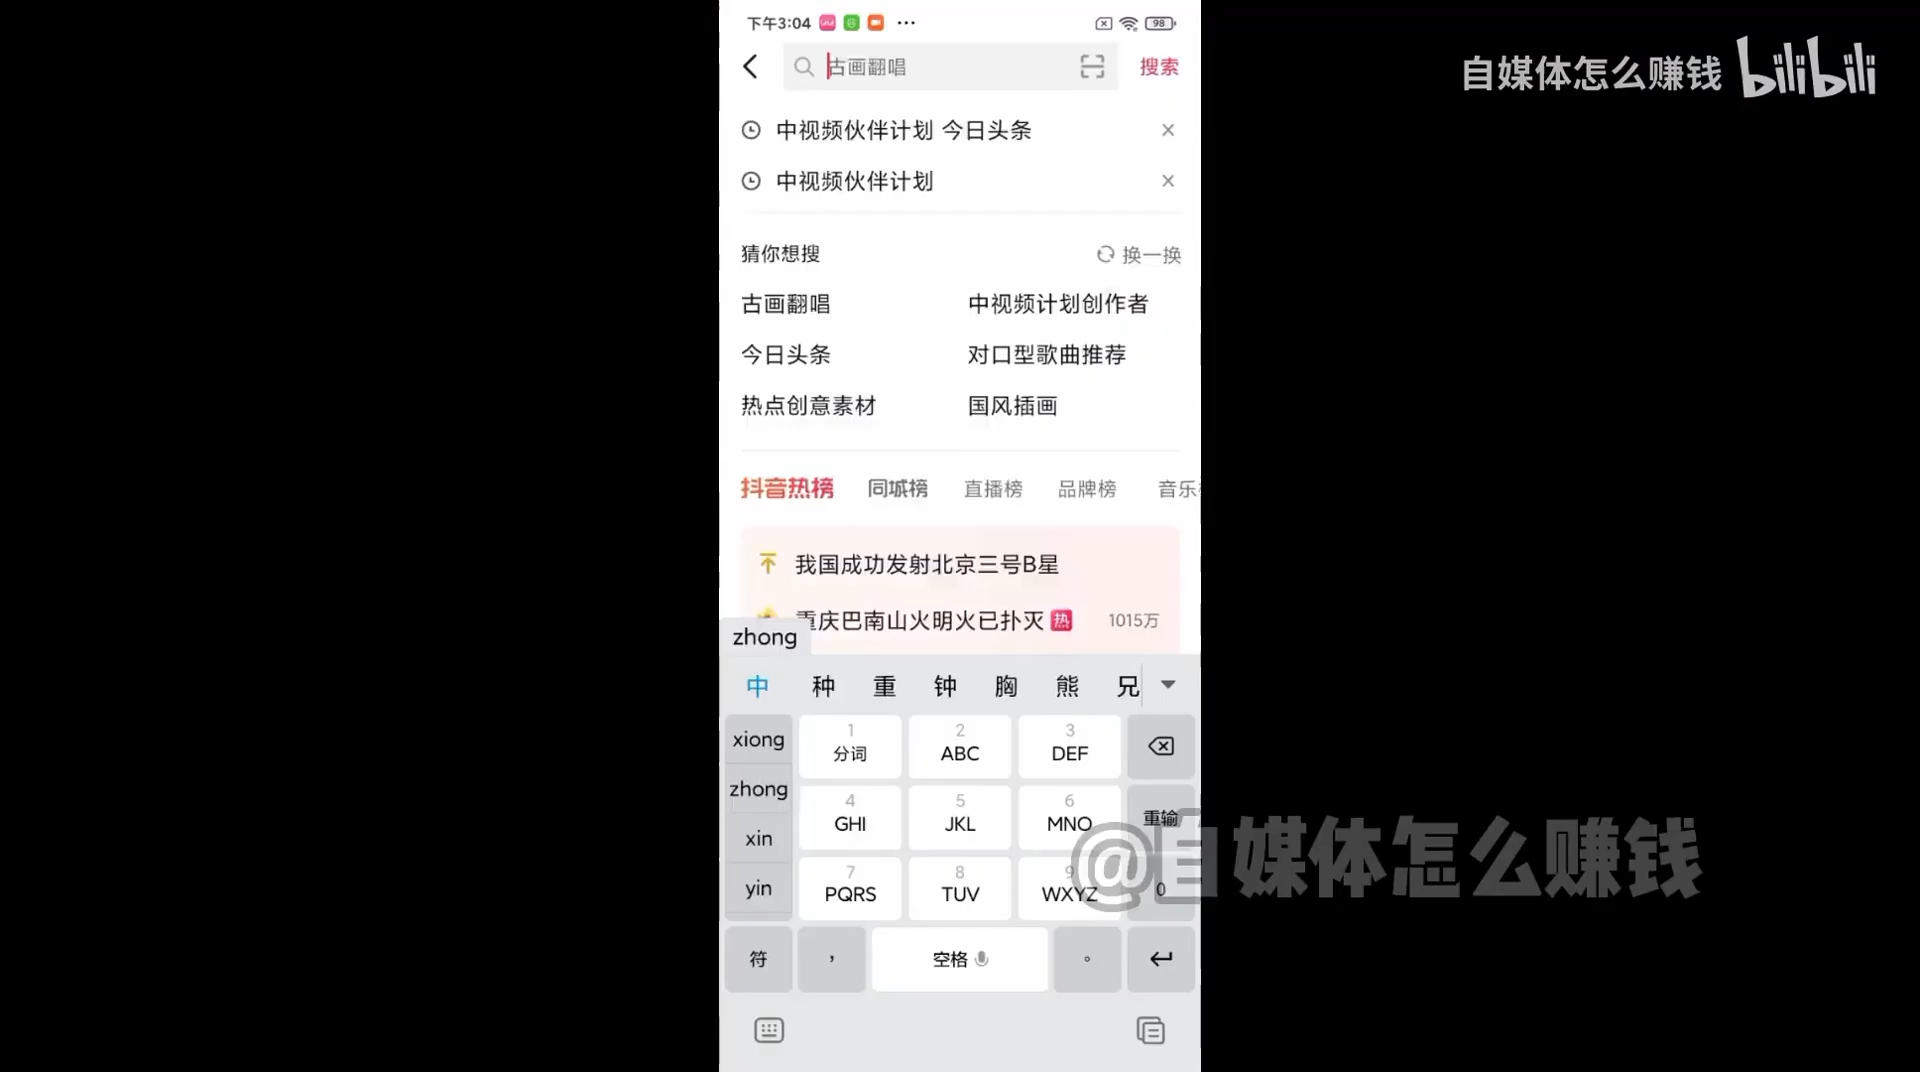 下午3:04 98
自媒体怎么赚钱 bilibili
古画翻唱 搜索
中视频伙伴计划 今日头条
中视频伙伴计划
猜你想搜 换一换
古画翻唱 中视频计划创作者
今日头条 对口型歌曲推荐
热点创意素材 国风插画
抖音热榜 同城榜 直播榜 品牌榜 音乐
我国成功发射北京三号B星
重庆巴南山火明火已扑灭 热 1015万
zhong
中 种 重 钟 胸 熊 兄
xiong
zhong
xin
yin
1 分词 2 ABC 3 DEF
4 GHI 5 JKL 6 MNO 重输
7 PQRS 8 TUV 9 WXYZ 0
@自媒体怎么赚钱
符 , 空格 。